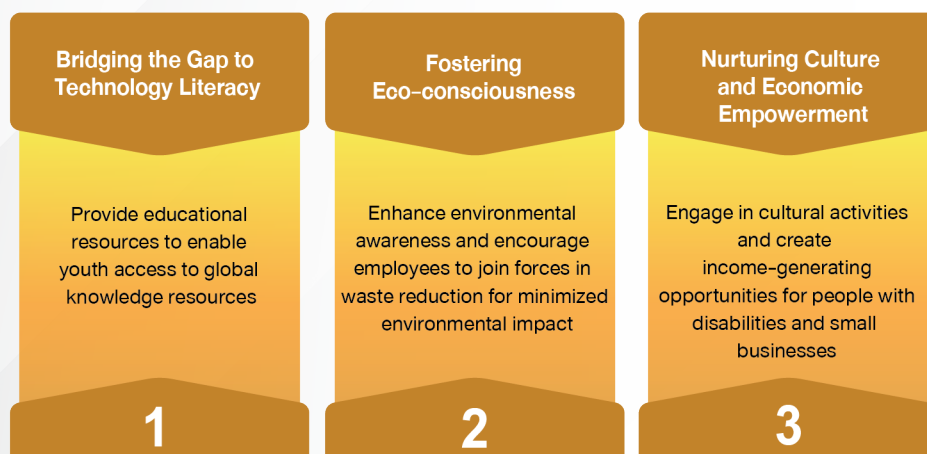 Bridging the Gap to
Technology Literacy
Provide educational
resources to enable
youth access to global
knowledge resources
1
Fostering
Eco-consciousness
Enhance environmental
awareness and encourage
employees to join forces in
waste reduction for minimized
environmental impact
2
Nurturing Culture
and Economic
Empowerment
Engage in cultural activities
and create
income-generating
opportunities for people with
disabilities and small
businesses
3